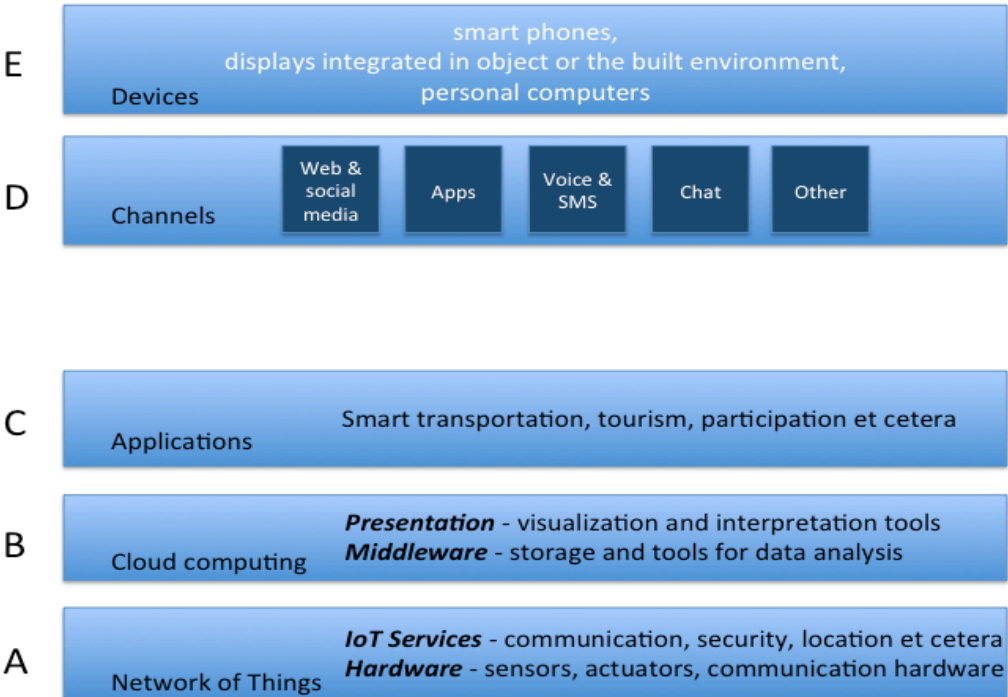 E
smart phones,
displays integrated in object or the built environment,
personal computers
Devices
D
Channels
Web &
social
media
Apps
Voice &
SMS
Chat
Other
C
Smart transportation, tourism, participation et cetera
Applications
B
Presentation - visualization and interpretation tools
Middleware - storage and tools for data analysis
Cloud computing
A
IoT Services - communication, security, location et cetera
Hardware - sensors, actuators, communication hardware
Network of Things